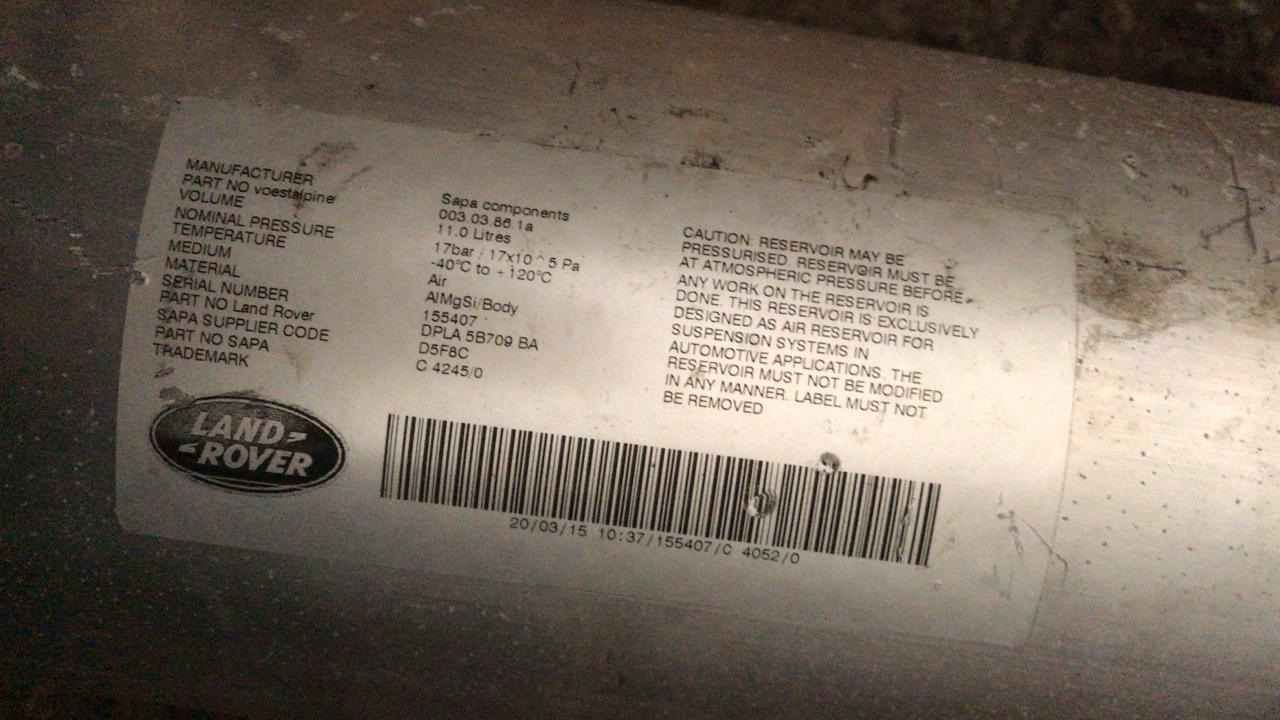 MANUFACTURER
PART NO voestalpine
VOLUME
NOMINAL PRESSURE
TEMPERATURE
MEDIUM
MATERIAL
SERIAL NUMBER
PART NO Land Rover
SAPA SUPPLIER CODE
PART NO SAPA
TRADEMARK
Sapa components
003.03.86.1a
11.0 Litres
17bar / 17x10^5 Pa
-40°C to +120°C
Air
AlMgSi/Body
155407
DPLA 5B709 BA
D5F8C
C 4245/0
CAUTION: RESERVOIR MAY BE
PRESSURISED. RESERVOIR MUST BE
AT ATMOSPHERIC PRESSURE BEFORE
ANY WORK ON THE RESERVOIR IS
DONE. THIS RESERVOIR IS EXCLUSIVELY
DESIGNED AS AIR RESERVOIR FOR
SUSPENSION SYSTEMS IN
AUTOMOTIVE APPLICATIONS. THE
RESERVOIR MUST NOT BE MODIFIED
IN ANY MANNER. LABEL MUST NOT
BE REMOVED
LAND
ROVER
20/03/15 10:37/155407/C 4052/0